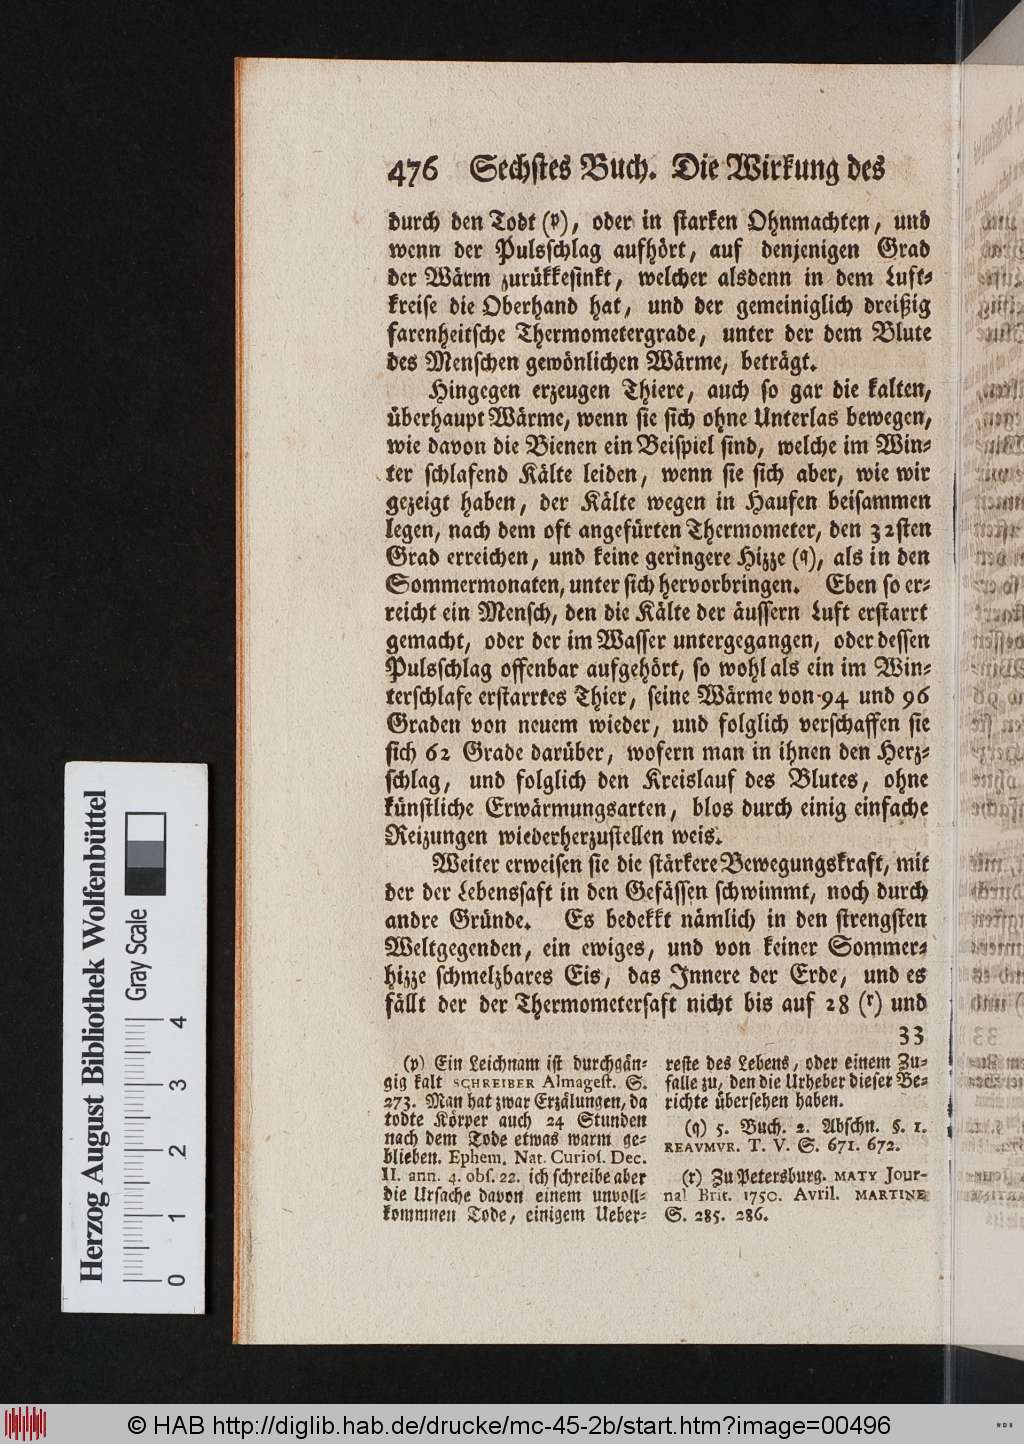 476 Sechstes Buch. Die Wirkung des
durch den Todt (p), oder in starken Ohnmachten, und
wenn der Pulsschlag aufhört, auf denjenigen Grad
der Wärm zurükkesinkt, welcher alsdenn in dem Luft-
kreise die Oberhand hat, und der gemeiniglich dreißig
farenheitsche Thermometergrade, unter der dem Blute
des Menschen gewönlichen Wärme, beträgt.
Hingegen erzeugen Thiere, auch so gar die kalten,
überhaupt Wärme, wenn sie sich ohne Unterlas bewegen,
wie davon die Bienen ein Beispiel sind, welche im Win-
ter schlafend Kälte leiden, wenn sie sich aber, wie wir
gezeigt haben, der Kälte wegen in Haufen beisammen
legen, nach dem oft angefürten Thermometer, den 32sten
Grad erreichen, und keine geringere Hizze (q), als in den
Sommermonaten, unter sich hervorbringen. Eben so er-
reicht ein Mensch, den die Kälte der äussern Luft erstarrt
gemacht, oder der im Wasser untergegangen, oder dessen
Pulsschlag offenbar aufgehört, so wohl als ein im Win-
terschlafe erstarrtes Thier, seine Wärme von 94 und 96
Graden von neuem wieder, und folglich verschaffen sie
sich 62 Grade darüber, wofern man in ihnen den Herz-
schlag, und folglich den Kreislauf des Blutes, ohne
künstliche Erwärmungsarten, blos durch einig einfache
Reizungen wiederherzustellen weis.
Weiter erweisen sie die stärkere Bewegungskraft, mit
der der Lebenssaft in den Gefässen schwimmt, noch durch
andre Gründe. Es bedekkt nämlich in den strengsten
Weltgegenden, ein ewiges, und von keiner Sommer-
hizze schmelzbares Eis, das Innere der Erde, und es
fällt der der Thermometersaft nicht bis auf 28 (r) und
33
(p) Ein Leichnam ist durchgän-
gig kalt SCHREIBER Almagest. S.
273. Man hat zwar Erzälungen, da
todte Körper auch 24 Stunden
nach dem Tode etwas warm ge-
blieben. Ephem. Nat. Curios. Dec.
II. ann. 4. obs. 22. ich schreibe aber
die Ursache davon einem unvoll-
kommnen Tode, einigem Ueber-
reste des Lebens, oder einem Zu-
falle zu, den die Urheber dieser Be-
richte übersehen haben.
(q) 5. Buch. 2. Abschn. §. 1.
REAVMVR. T. V. S. 671. 672.
(r) Zu Petersburg. MATY Jour-
nal Brit. 1750. Avril. MARTINE
S. 285. 286.
Herzog August Bibliothek Wolfenbüttel
Gray Scale
0 1 2 3 4
© HAB http://diglib.hab.de/drucke/mc-45-2b/start.htm?image=00496